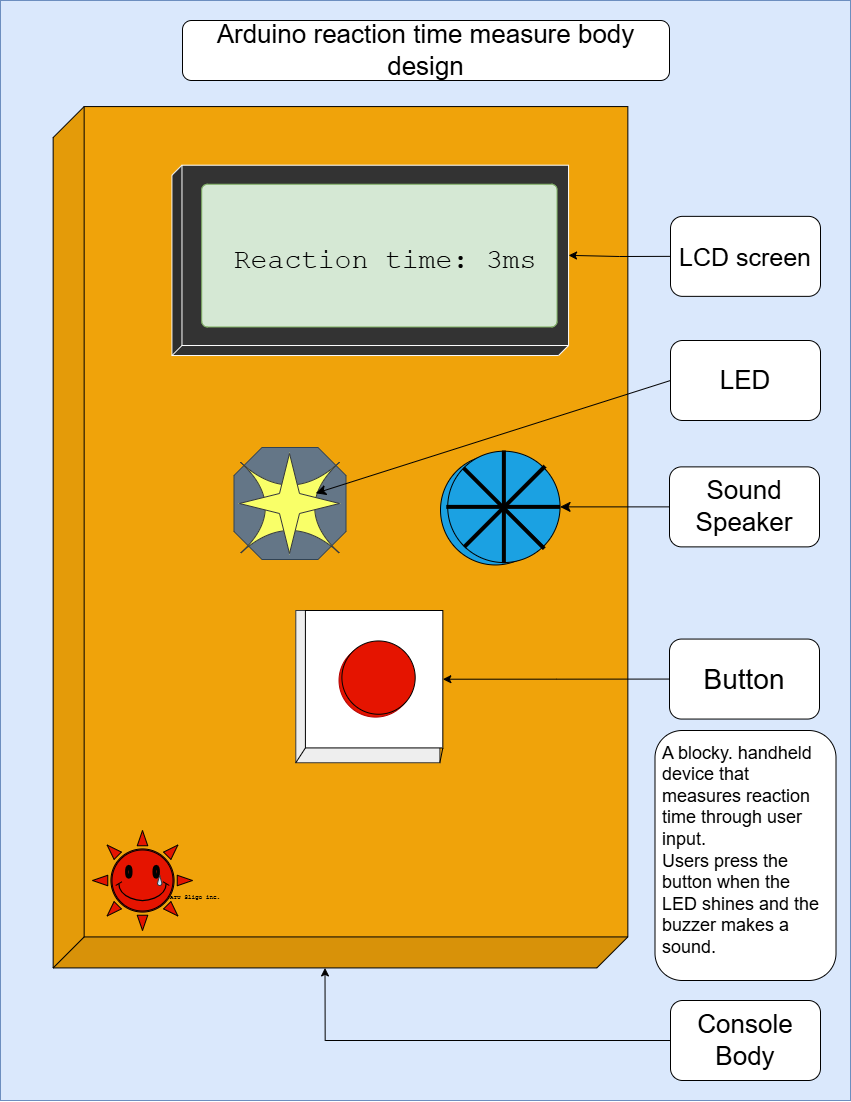 Arduino reaction time measure body
design
Reaction time: 3ms
LCD screen
LED
Sound
Speaker
Button
A blocky. handheld
device that
measures reaction
time through user
input.
Users press the
button when the
LED shines and the
buzzer makes a
sound.
inc.
Console
Body